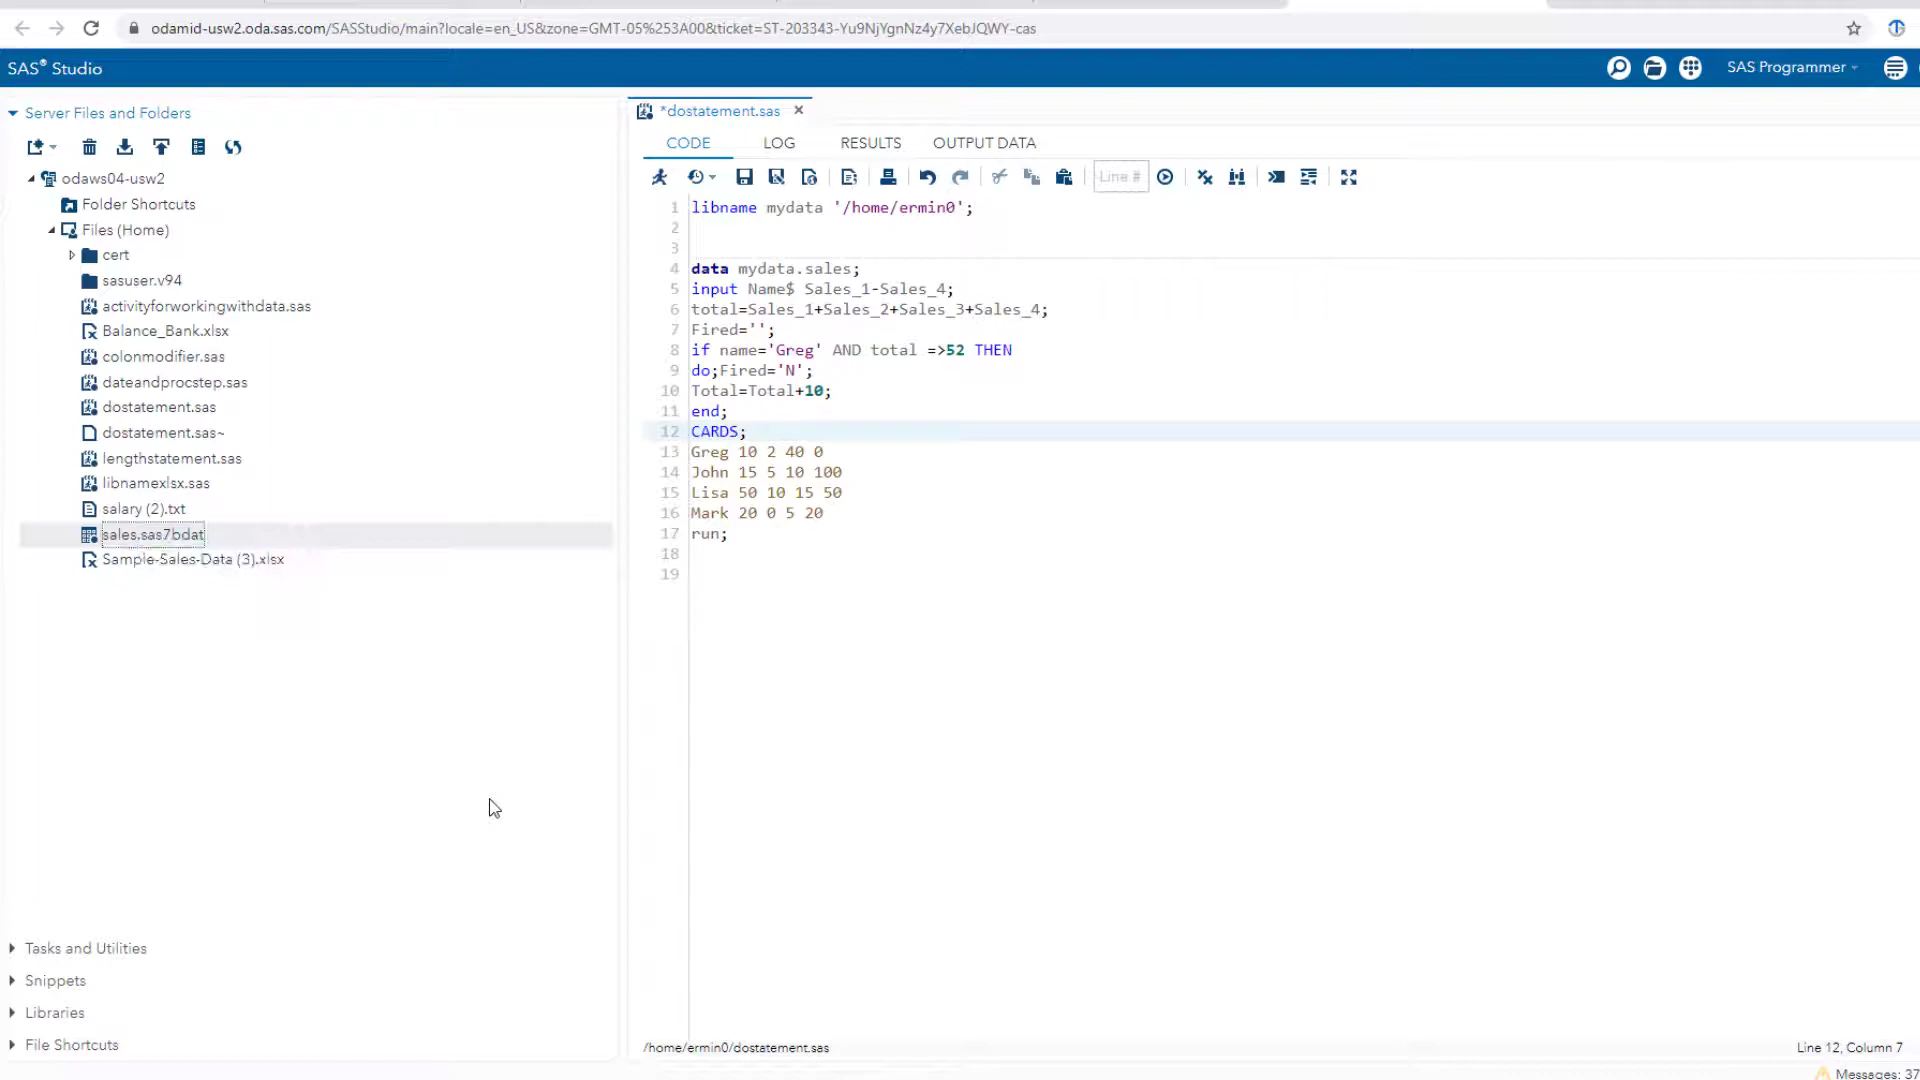 odamid-usw2.oda.sas.com/SASStudio/main?locale=en_US&zone=GMT-05%253A00&ticket=ST-203343-Yu9NjYgnNz4y7XebJQWY-cas
SAS® Studio
SAS Programmer
Server Files and Folders
odaws04-usw2
Folder Shortcuts
Files (Home)
cert
sasuser.v94
activityforworkingwithdata.sas
Balance_Bank.xlsx
colonmodifier.sas
dateandprocstep.sas
dostatement.sas
dostatement.sas~
lengthstatement.sas
libnamexlsx.sas
salary (2).txt
sales.sas7bdat
Sample-Sales-Data (3).xlsx
Tasks and Utilities
Snippets
Libraries
File Shortcuts
*dostatement.sas
CODE LOG RESULTS OUTPUT DATA
Line #
1 libname mydata '/home/ermin0';
2
3
4 data mydata.sales;
5 input Name$ Sales_1-Sales_4;
6 total=Sales_1+Sales_2+Sales_3+Sales_4;
7 Fired='';
8 if name='Greg' AND total =>52 THEN
9 do;Fired='N';
10 Total=Total+10;
11 end;
12 CARDS;
13 Greg 10 2 40 0
14 John 15 5 10 100
15 Lisa 50 10 15 50
16 Mark 20 0 5 20
17 run;
18
19
/home/ermin0/dostatement.sas
Line 12, Column 7
Messages: 37